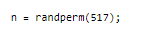 n = randperm(517);